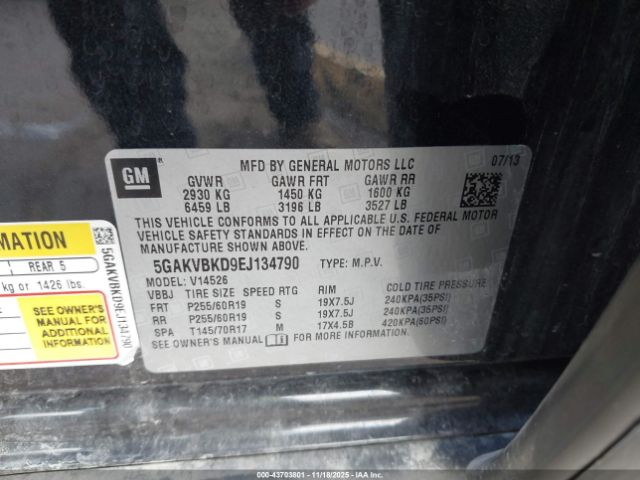 GM
MFD BY GENERAL MOTORS LLC
07/13
GVWR GAWR FRT GAWR RR
2930 KG 1450 KG 1600 KG
6459 LB 3196 LB 3527 LB
THIS VEHICLE CONFORMS TO ALL APPLICABLE U.S. FEDERAL MOTOR
VEHICLE SAFETY STANDARDS IN EFFECT ON THE DATE OF
MANUFACTURE SHOWN ABOVE.
5GAKVBKD9EJ134790 TYPE: M.P.V.
MODEL: V14526
VBBJ TIRE SIZE SPEED RTG RIM COLD TIRE PRESSURE
FRT P255/60R19 S 19X7.5J 240KPA(35PSI)
RR P255/60R19 S 19X7.5J 240KPA(35PSI)
SPA T145/70R17 M 17X4.5B 420KPA(60PSI)
SEE OWNER'S MANUAL FOR MORE INFORMATION.
MATION
REAR 5
kg or 1426 lbs.
SEE OWNER'S
MANUAL FOR
ADDITIONAL
INFORMATION
5GAKVBKD9EJ134790
© 000-43703801 - 11/18/2025 - IAAI.COM